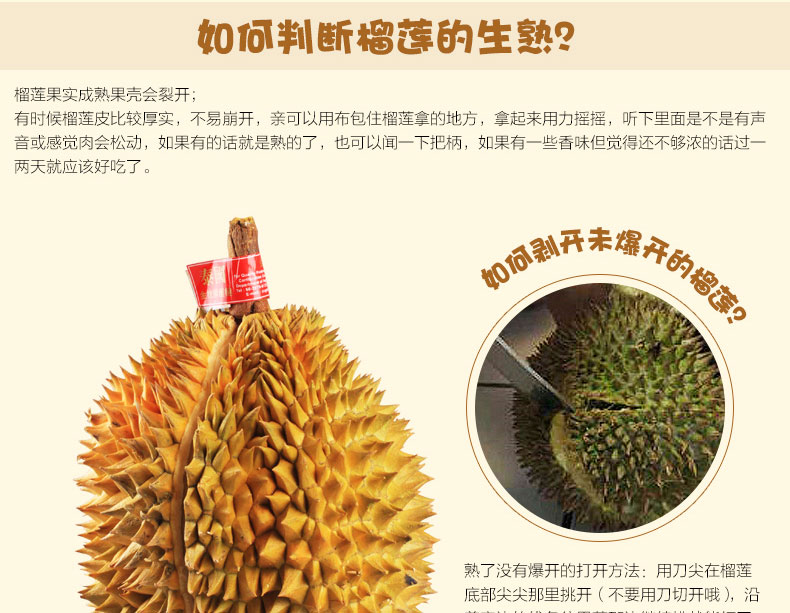 如何判断榴莲的生熟?
榴莲果实成熟果壳会裂开；
有时候榴莲皮比较厚实，不易崩开，亲可以用布包住榴莲拿的地方，拿起来用力摇摇，听下里面是不是有声
音或感觉肉会松动，如果有的话就是熟的了，也可以闻一下把柄，如果有一些香味但觉得还不够浓的话过一
两天就应该好吃了。
如何剥开未爆开的榴莲?
熟了没有爆开的打开方法：用刀尖在榴莲
底部尖尖那里挑开（不要用刀切开哦），沿